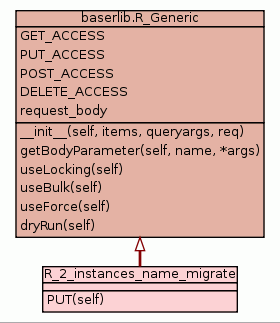 baserlib.R_Generic
GET_ACCESS
PUT_ACCESS
POST_ACCESS
DELETE_ACCESS
request_body
__init__(self, items, queryargs, req)
getBodyParameter(self, name, *args)
useLocking(self)
useBulk(self)
useForce(self)
dryRun(self)
R_2_instances_name_migrate
PUT(self)